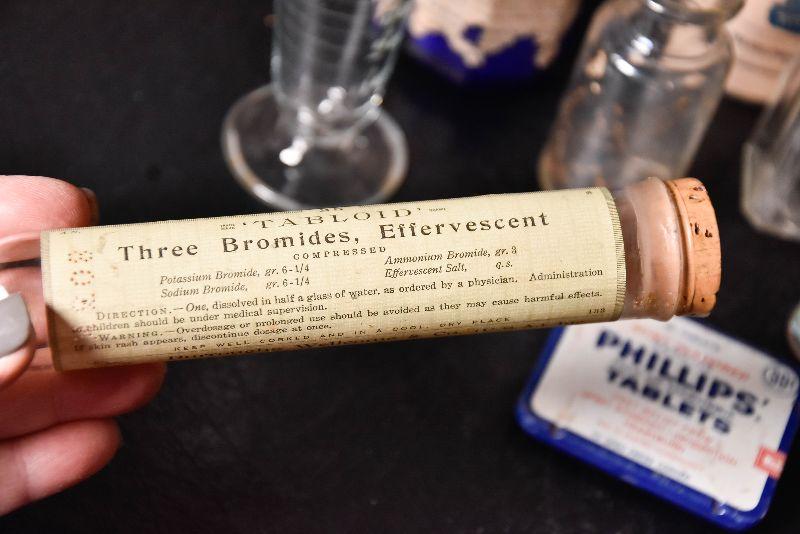 'TABLOID'
Three Bromides, Effervescent
COMPRESSED
Potassium Bromide, gr. 6-1/4
Sodium Bromide, gr. 6-1/4
Ammonium Bromide, gr. 3
Effervescent Salt, q.s.
DIRECTION.—One, dissolved in half a glass of water, as ordered by a physician. Administration
to children should be under medical supervision.
WARNING.—Overdosage or prolonged use should be avoided as they may cause harmful effects.
If skin rash appears, discontinue dosage at once.
KEEP WELL CORKED AND IN A COOL, DRY PLACE
PHILLIPS'
TABLETS